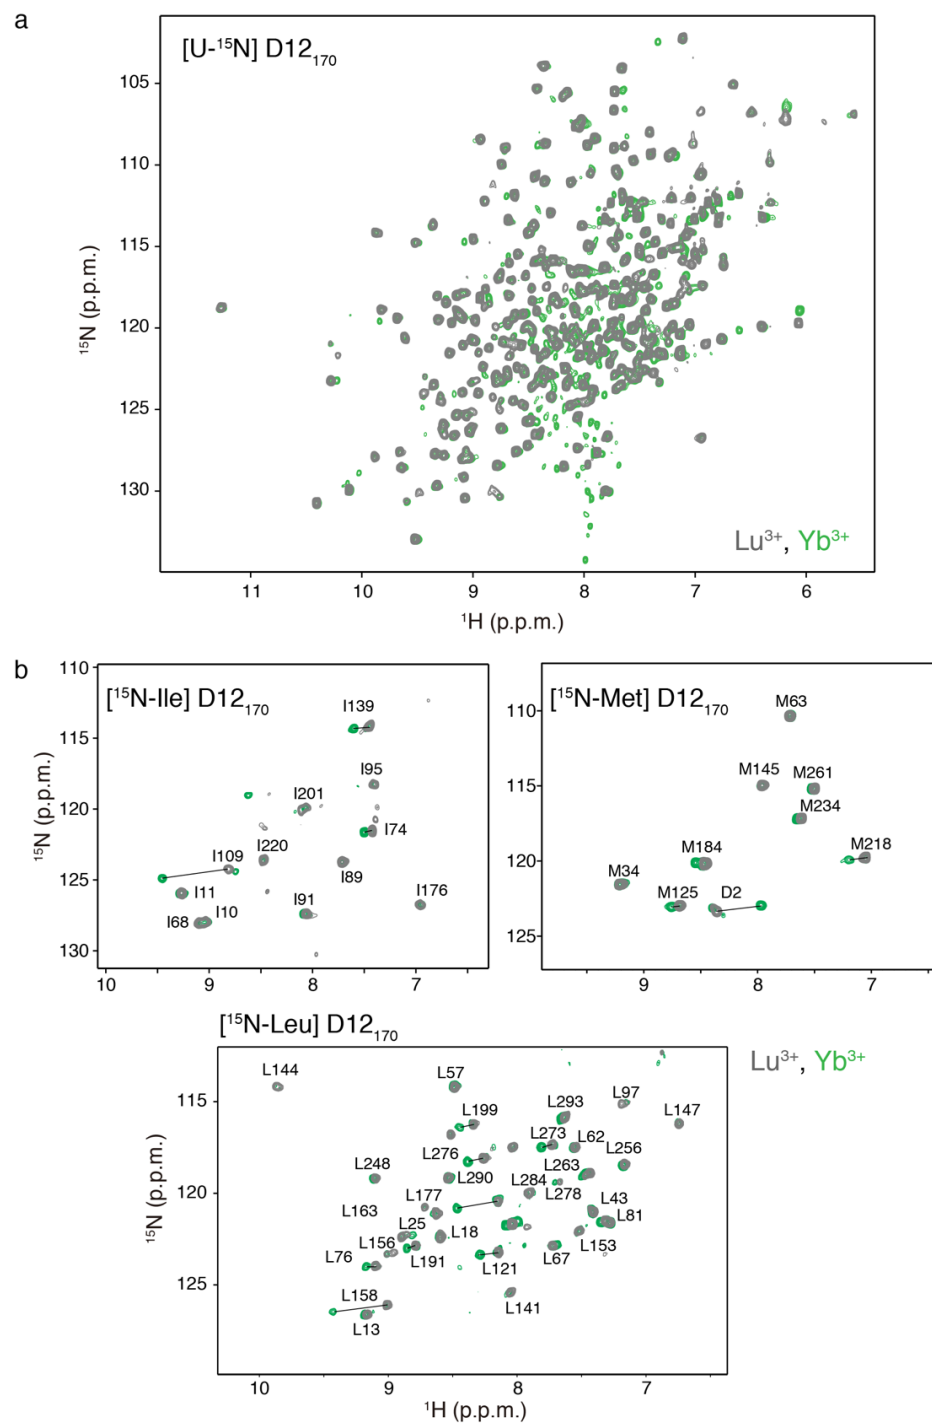 a
[U-¹⁵N] D12₁₇₀
105
110
115
120
125
130
¹⁵N (p.p.m.)
Lu³⁺, Yb³⁺
11 10 9 8 7 6
¹H (p.p.m.)
b
[¹⁵N-Ile] D12₁₇₀
110
115
120
125
130
¹⁵N (p.p.m.)
I139
I95
I201
I74
I220
I109
I89
I11
I91
I176
I68
I10
10 9 8 7
[¹⁵N-Met] D12₁₇₀
110
115
120
125
M63
M145
M261
M234
M218
M184
M34
D2
M125
9 8 7
[¹⁵N-Leu] D12₁₇₀
Lu³⁺, Yb³⁺
115
120
125
¹⁵N (p.p.m.)
L144
L57
L97
L293
L199
L147
L273
L62
L276
L256
L248
L263
L290
L177
L284
L278
L163
L43
L25
L18
L81
L156
L153
L76
L191
L121
L67
L158
L141
L13
10 9 8 7
¹H (p.p.m.)